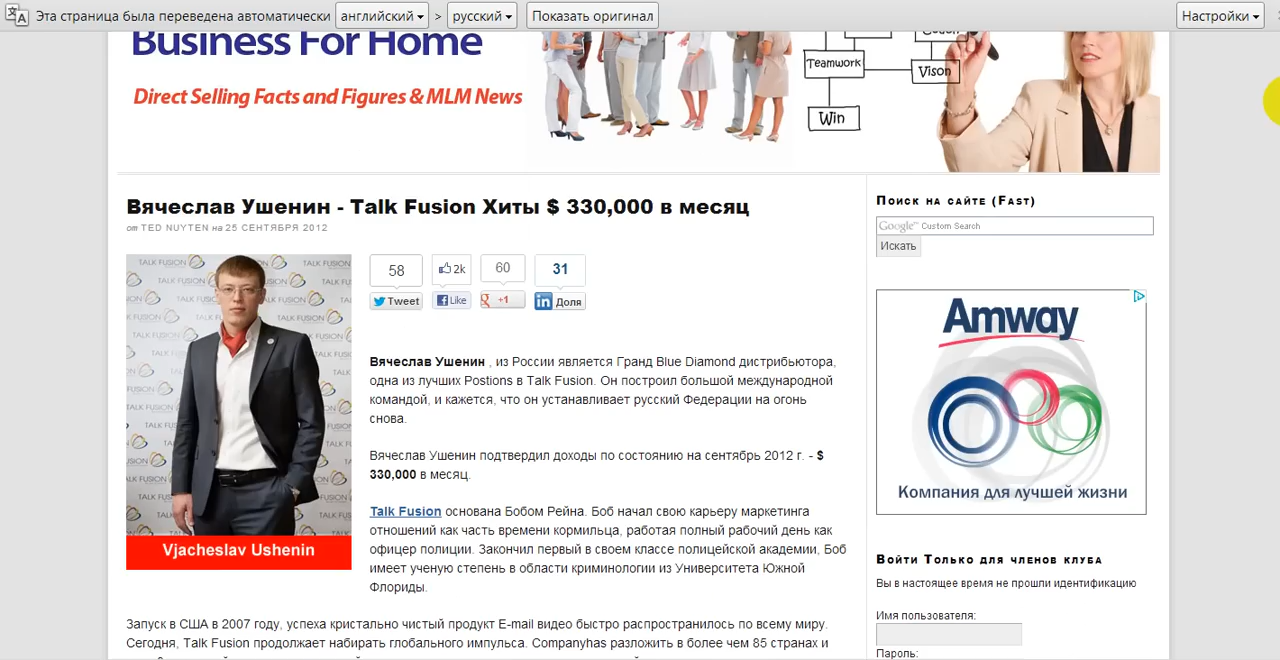 Эта страница была переведена автоматически английский > русский Показать оригинал Настройки
Business For Home
Direct Selling Facts and Figures & MLM News
Teamwork
Vison
Win
Вячеслав Ушенин - Talk Fusion Хиты $ 330,000 в месяц
от TED NUYTEN на 25 СЕНТЯБРЯ 2012
58
2k
60
31
Tweet
Like
+1
Доля
TALK FUSION
Vjacheslav Ushenin
Вячеслав Ушенин , из России является Гранд Blue Diamond дистрибьютора,
одна из лучших Postions в Talk Fusion. Он построил большой международной
командой, и кажется, что он устанавливает русский Федерации на огонь
снова.
Вячеслав Ушенин подтвердил доходы по состоянию на сентябрь 2012 г. - $
330,000 в месяц.
Talk Fusion основана Бобом Рейна. Боб начал свою карьеру маркетинга
отношений как часть времени кормильца, работая полный рабочий день как
офицер полиции. Закончил первый в своем классе полицейской академии, Боб
имеет ученую степень в области криминологии из Университета Южной
Флориды.
Запуск в США в 2007 году, успеха кристально чистый продукт E-mail видео быстро распространилось по всему миру.
Сегодня, Talk Fusion продолжает набирать глобального импульса. Companyhas разложить в более чем 85 странах и
Поиск на сайте (Fast)
Google™ Custom Search
Искать
Amway
Компания для лучшей жизни
Войти Только для членов клуба
Вы в настоящее время не прошли идентификацию
Имя пользователя:
Пароль: